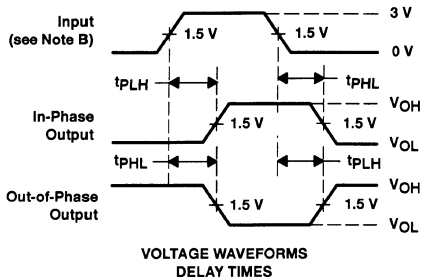 Input
(see Note B)
1.5 V
1.5 V
3 V
0 V
tPLH
tPHL
In-Phase
Output
1.5 V
1.5 V
VOH
VOL
tPHL
tPLH
Out-of-Phase
Output
1.5 V
1.5 V
VOH
VOL
VOLTAGE WAVEFORMS
DELAY TIMES